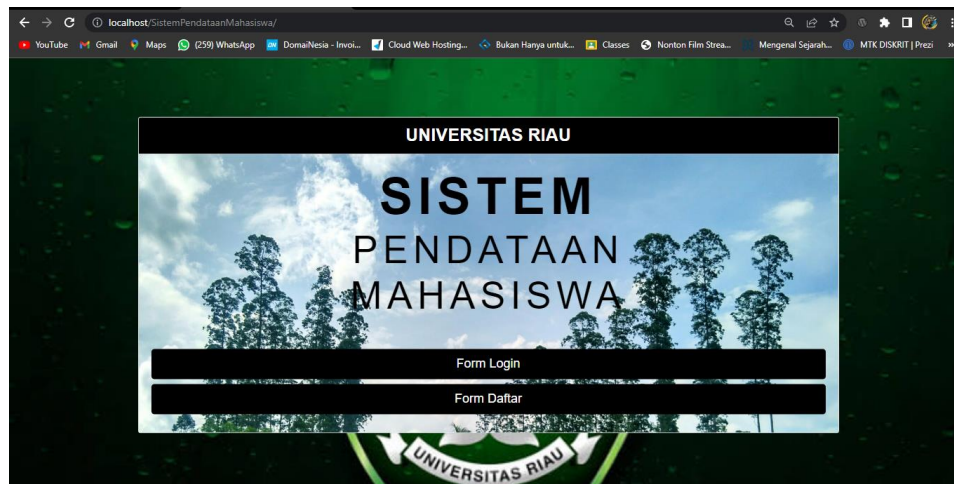 localhost/SistemPendataanMahasiswa/
YouTube Gmail Maps (259) WhatsApp DomaiNesia - Invoi... Cloud Web Hosting... Bukan Hanya untuk... Classes Nonton Film Strea... Mengenal Sejarah... MTK DISKRIT | Prezi »
UNIVERSITAS RIAU
SISTEM
PENDATAAN
MAHASISWA
Form Login
Form Daftar
UNIVERSITAS RIAU